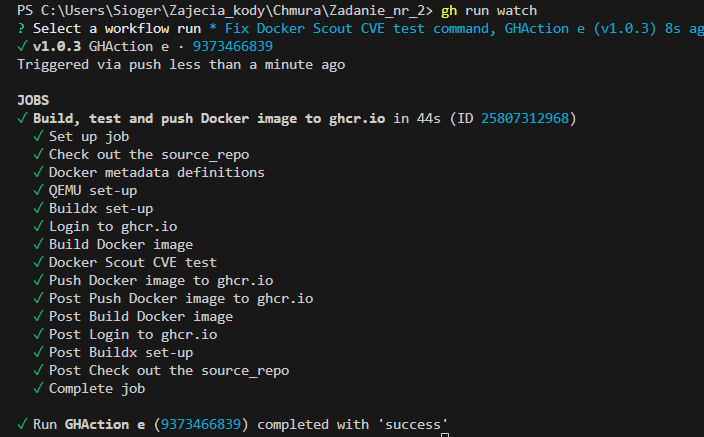 PS C:\Users\Sioger\Zajecia_kody\Chmura\Zadanie_nr_2> gh run watch
? Select a workflow run * Fix Docker Scout CVE test command, GHAction e (v1.0.3) 8s ag
✓ v1.0.3 GHAction e · 9373466839
Triggered via push less than a minute ago
JOBS
✓ Build, test and push Docker image to ghcr.io in 44s (ID 25807312968)
✓ Set up job
✓ Check out the source_repo
✓ Docker metadata definitions
✓ QEMU set-up
✓ Buildx set-up
✓ Login to ghcr.io
✓ Build Docker image
✓ Docker Scout CVE test
✓ Push Docker image to ghcr.io
✓ Post Push Docker image to ghcr.io
✓ Post Build Docker image
✓ Post Login to ghcr.io
✓ Post Buildx set-up
✓ Post Check out the source_repo
✓ Complete job
✓ Run GHAction e (9373466839) completed with 'success'